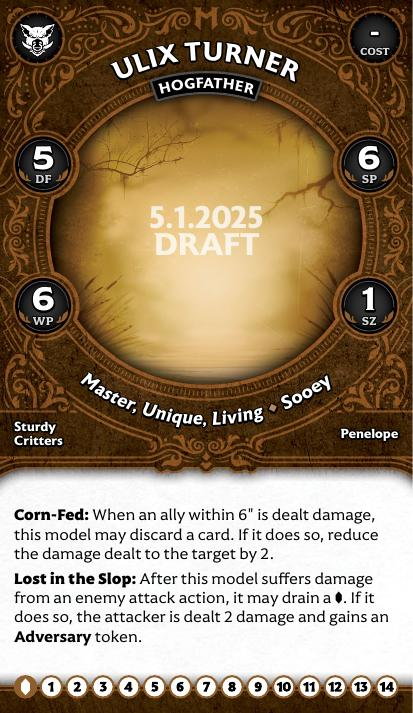 ULIX TURNER
HOGFATHER
-
COST
5
DF
6
SP
5.1.2025
DRAFT
6
WP
1
SZ
Master, Unique, Living ◆ Sooey
Sturdy
Critters
Penelope
Corn-Fed: When an ally within 6" is dealt damage,
this model may discard a card. If it does so, reduce
the damage dealt to the target by 2.
Lost in the Slop: After this model suffers damage
from an enemy attack action, it may drain a ⬮. If it
does so, the attacker is dealt 2 damage and gains an
Adversary token.
1 2 3 4 5 6 7 8 9 10 11 12 13 14